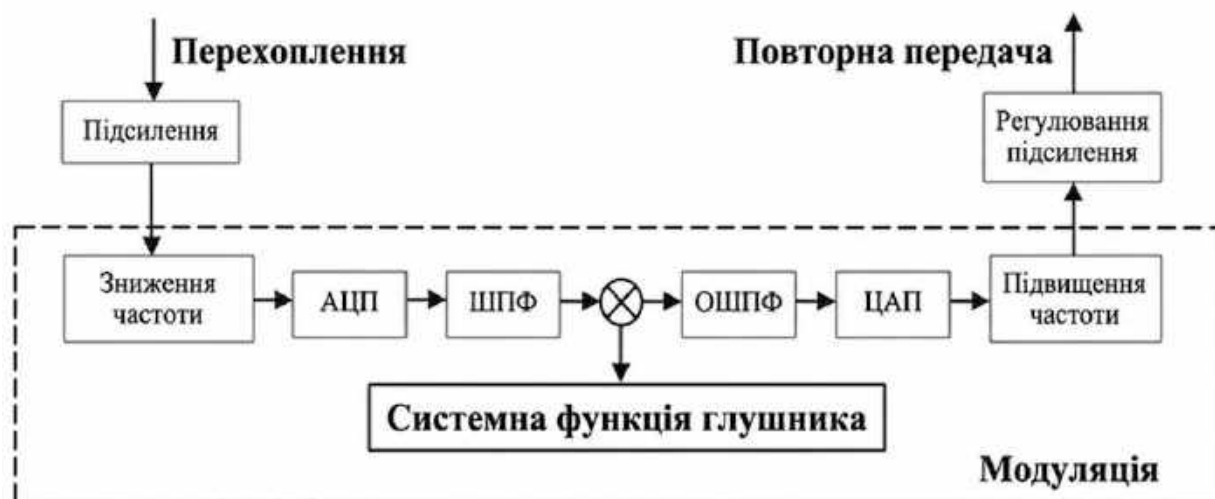 Перехоплення
Повторна передача
Підсилення
Регулювання
підсилення
Зниження
частоти
АЦП
ШПФ
ОШПФ
ЦАП
Підвищення
частоти
Системна функція глушника
Модуляція